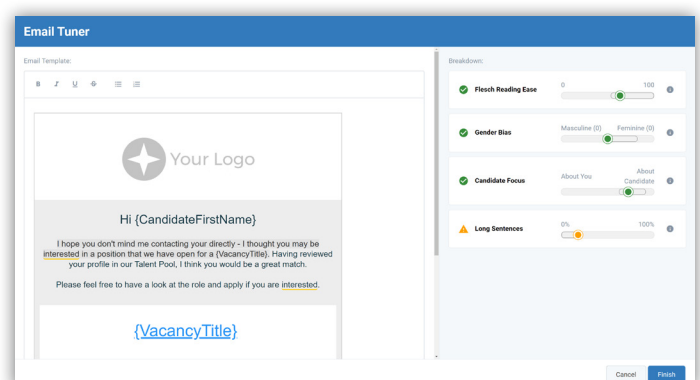 Email Tuner
Email Template:
B I U S
Your Logo
Hi {CandidateFirstName}
I hope you don't mind me contacting your directly - I thought you may be
interested in a position that we have open for a {VacancyTitle}. Having reviewed
your profile in our Talent Pool, I think you would be a great match.
Please feel free to have a look at the role and apply if you are interested.
{VacancyTitle}
Breakdown:
Flesch Reading Ease
0 100
Gender Bias
Masculine (0) Feminine (0)
Candidate Focus
About You About
Candidate
Long Sentences
0% 100%
Cancel Finish